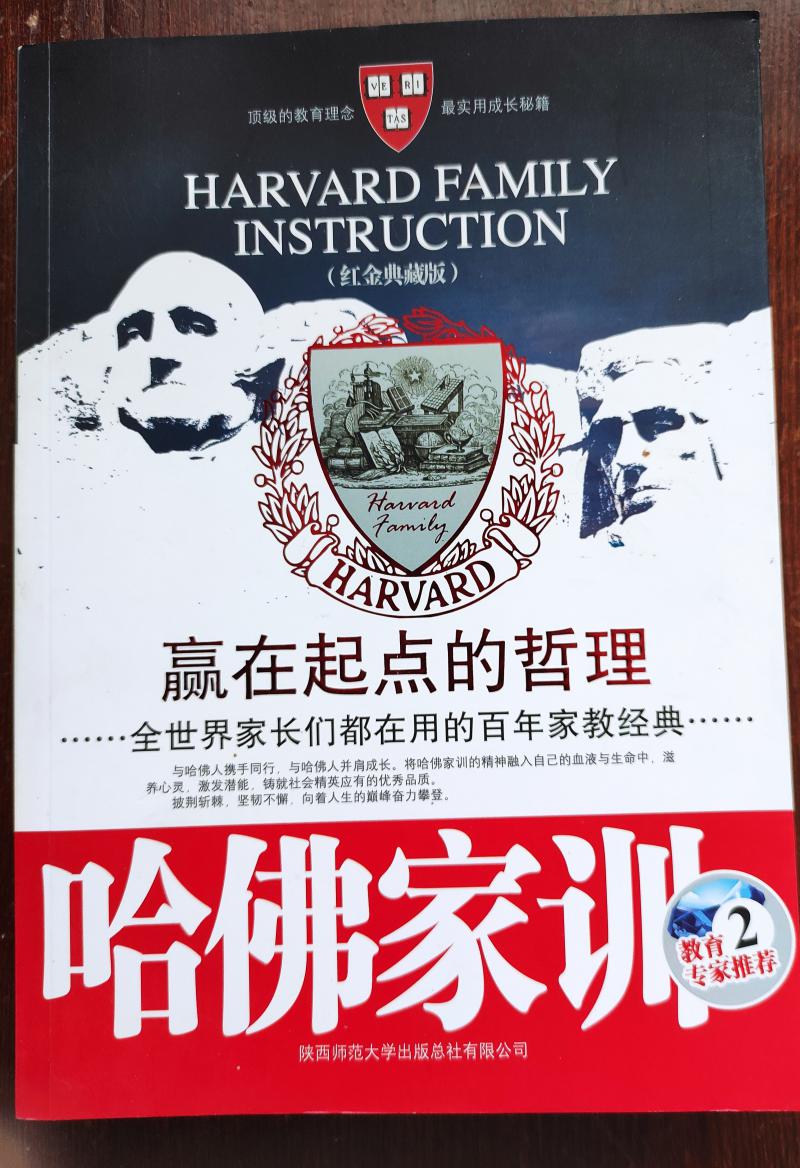 顶级的教育理念
VE RI
TAS
最实用成长秘籍
HARVARD FAMILY
INSTRUCTION
（红金典藏版）
Harvard
Family
HARVARD
赢在起点的哲理
……全世界家长们都在用的百年家教经典……
与哈佛人携手同行，与哈佛人并肩成长。将哈佛家训的精神融入自己的血液与生命中，滋
养心灵，激发潜能，铸就社会精英应有的优秀品质。
披荆斩棘，坚韧不懈，向着人生的巅峰奋力攀登。
哈佛家训
2
教育
专家推荐
陕西师范大学出版总社有限公司